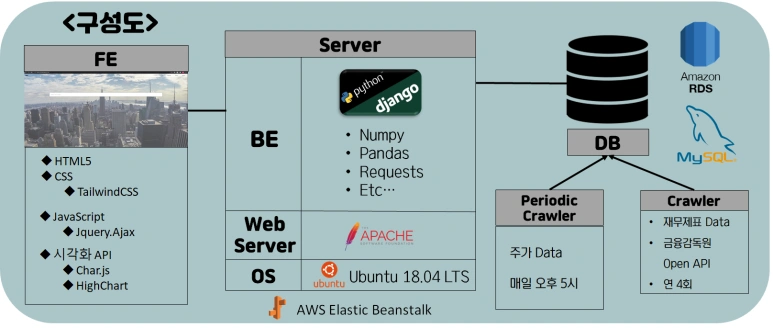 <구성도>
FE
HTML5
CSS
TailwindCSS
JavaScript
Jquery.Ajax
시각화 API
Char.js
HighChart
Server
BE
python
django
Numpy
Pandas
Requests
Etc…
Web
Server
APACHE
OS
ubuntu
Ubuntu 18.04 LTS
AWS Elastic Beanstalk
Amazon
RDS
MySQL
DB
Periodic
Crawler
주가 Data
매일 오후 5시
Crawler
재무제표 Data
금융감독원
Open API
연 4회